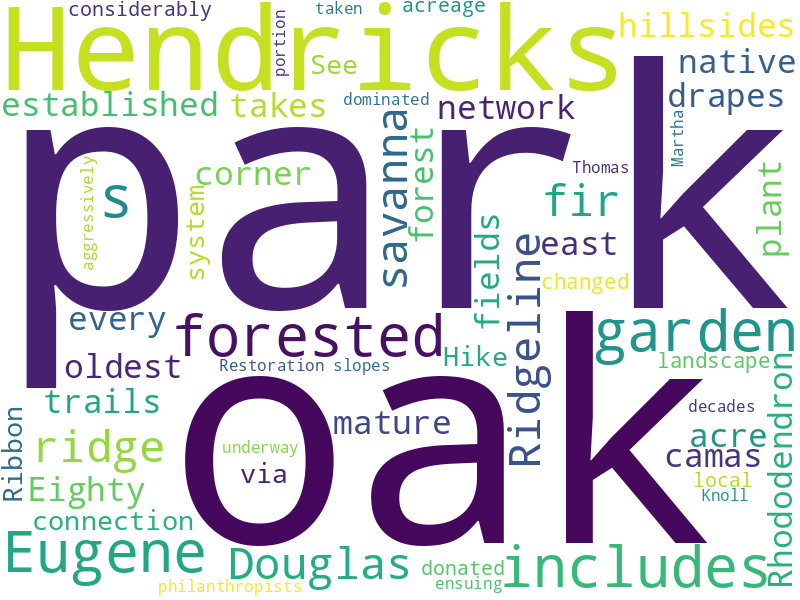 considerably
portion
taken
acreage
Hendricks
See
hillsides
native
established
takes
dominated
network
drapes
park
aggressively
s
corner
system
savanna
forest
Thomas
Martha
fir
plant
east
fields
changed
every
forested
Ridgeline
garden
oldest
Restoration
slopes
Hike
landscape
trails
oak
mature
decades
Rhododendron
Ribbon
ridge
underway
via
acre
camas
Eighty
local
Knoll
connection
Eugene
Douglas
donated
includes
philanthropists
ensuing